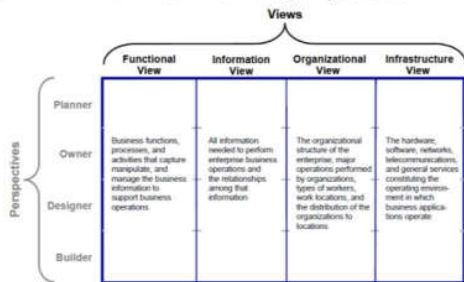 Views
Functional View
Information View
Organizational View
Infrastructure View
Perspectives
Planner
Owner
Designer
Builder
Business functions,
processes, and
activities that capture
manipulate, and
manage the business
information to
support business
operations
All information
needed to perform
enterprise business
operations and
the relationships
among that
information
The organizational
structure of the
enterprise, major
operations performed
by organizations,
types of workers,
work locations, and
the distribution of the
organizations to
locations
The hardware,
software, networks,
telecommunications,
and general services
constituting the
operating environ-
ment in which
business applica-
tions operate